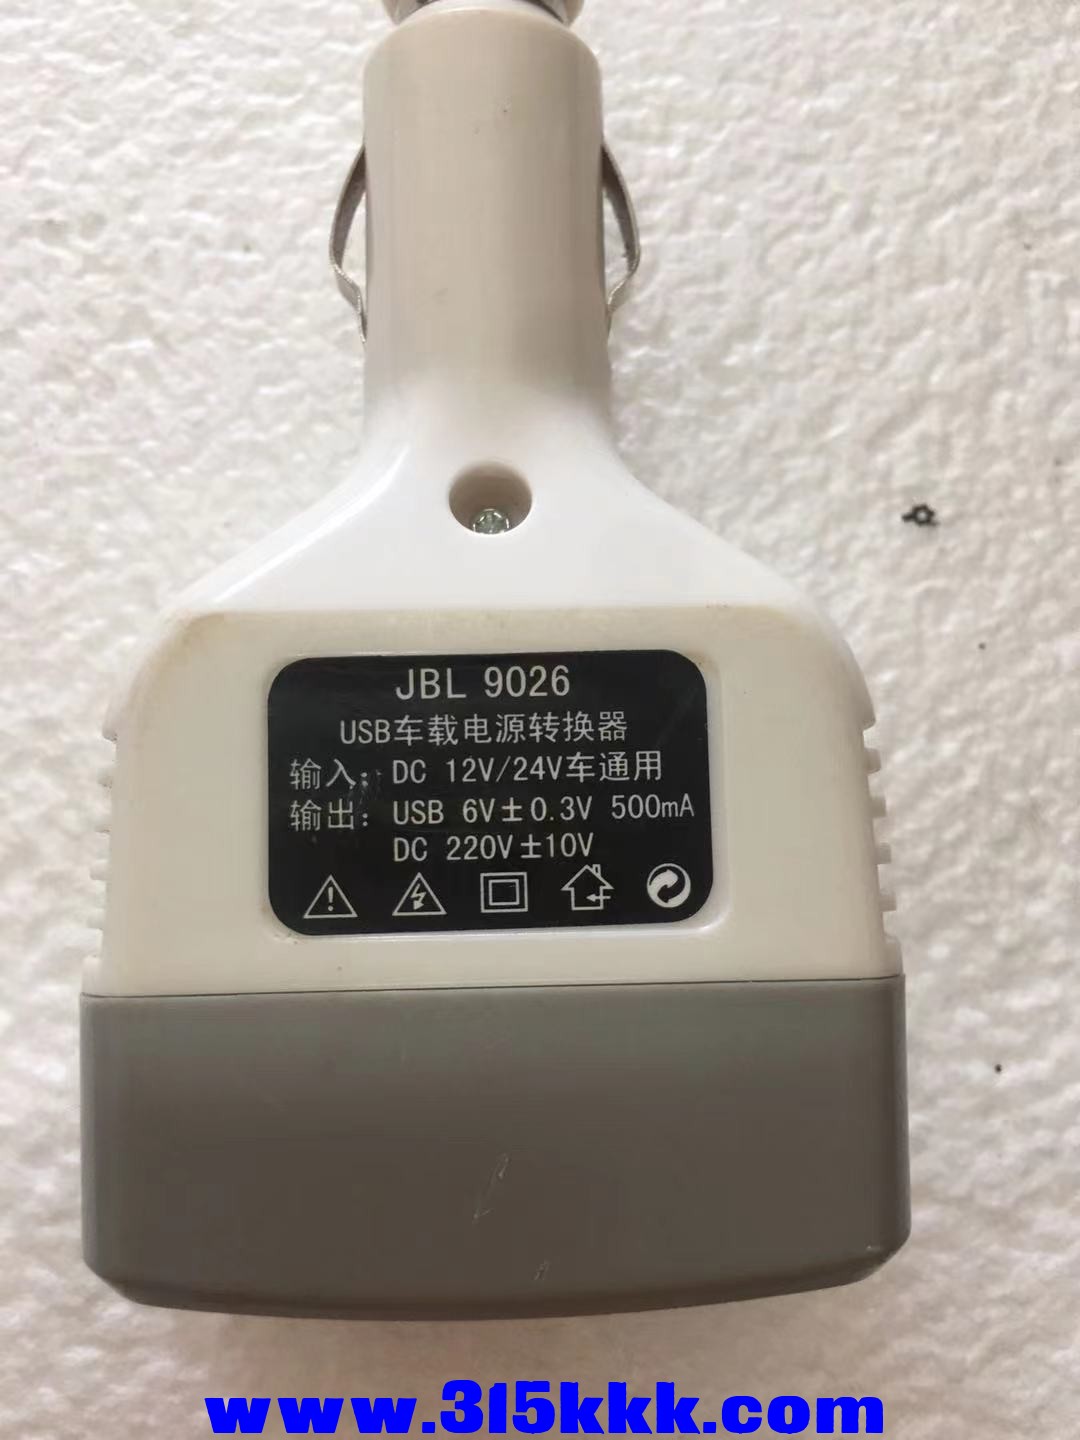 JBL 9026
USB车载电源转换器
输入：DC 12V/24V车通用
输出：USB 6V±0.3V 500mA
DC 220V±10V
www.315kkk.com